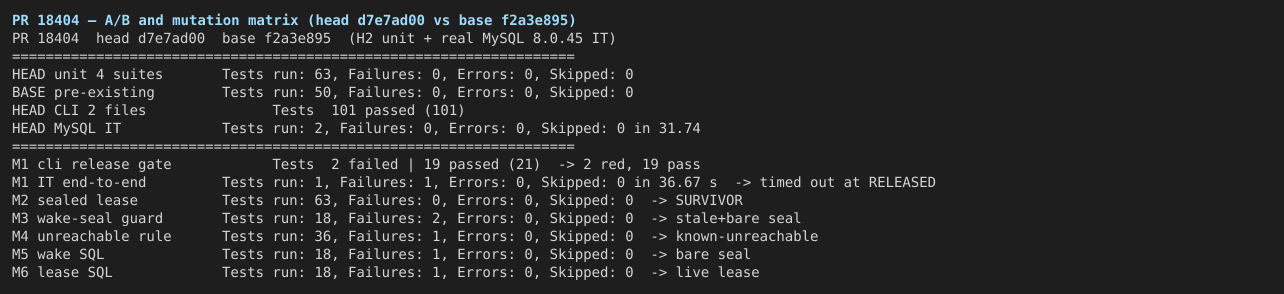 PR 18404 — A/B and mutation matrix (head d7e7ad00 vs base f2a3e895)
PR 18404  head d7e7ad00  base f2a3e895  (H2 unit + real MySQL 8.0.45 IT)
===================================================================
HEAD unit 4 suites       Tests run: 63, Failures: 0, Errors: 0, Skipped: 0
BASE pre-existing        Tests run: 50, Failures: 0, Errors: 0, Skipped: 0
HEAD CLI 2 files               Tests  101 passed (101)
HEAD MySQL IT            Tests run: 2, Failures: 0, Errors: 0, Skipped: 0 in 31.74
===================================================================
M1 cli release gate            Tests  2 failed | 19 passed (21)  -> 2 red, 19 pass
M1 IT end-to-end         Tests run: 1, Failures: 1, Errors: 0, Skipped: 0 in 36.67 s  -> timed out at RELEASED
M2 sealed lease          Tests run: 63, Failures: 0, Errors: 0, Skipped: 0  -> SURVIVOR
M3 wake-seal guard       Tests run: 18, Failures: 2, Errors: 0, Skipped: 0  -> stale+bare seal
M4 unreachable rule      Tests run: 36, Failures: 1, Errors: 0, Skipped: 0  -> known-unreachable
M5 wake SQL              Tests run: 18, Failures: 1, Errors: 0, Skipped: 0  -> bare seal
M6 lease SQL             Tests run: 18, Failures: 1, Errors: 0, Skipped: 0  -> live lease